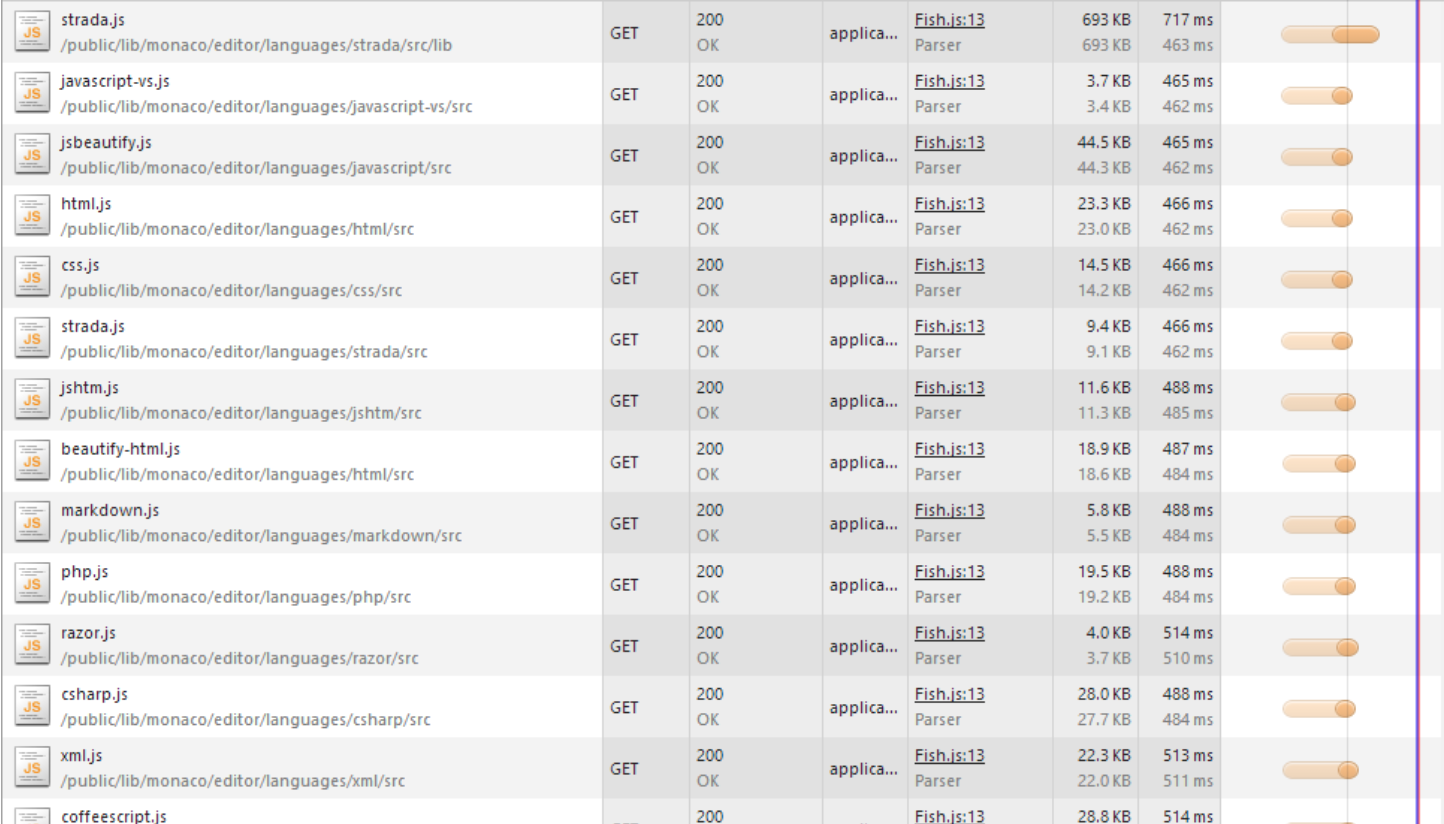 strada.js GET 200 applica... Fish.js:13 693 KB 717 ms
/public/lib/monaco/editor/languages/strada/src/lib OK Parser 693 KB 463 ms
javascript-vs.js GET 200 applica... Fish.js:13 3.7 KB 465 ms
/public/lib/monaco/editor/languages/javascript-vs/src OK Parser 3.4 KB 462 ms
jsbeautify.js GET 200 applica... Fish.js:13 44.5 KB 465 ms
/public/lib/monaco/editor/languages/javascript/src OK Parser 44.3 KB 462 ms
html.js GET 200 applica... Fish.js:13 23.3 KB 466 ms
/public/lib/monaco/editor/languages/html/src OK Parser 23.0 KB 462 ms
css.js GET 200 applica... Fish.js:13 14.5 KB 466 ms
/public/lib/monaco/editor/languages/css/src OK Parser 14.2 KB 462 ms
strada.js GET 200 applica... Fish.js:13 9.4 KB 466 ms
/public/lib/monaco/editor/languages/strada/src OK Parser 9.1 KB 462 ms
jshtm.js GET 200 applica... Fish.js:13 11.6 KB 488 ms
/public/lib/monaco/editor/languages/jshtm/src OK Parser 11.3 KB 485 ms
beautify-html.js GET 200 applica... Fish.js:13 18.9 KB 487 ms
/public/lib/monaco/editor/languages/html/src OK Parser 18.6 KB 484 ms
markdown.js GET 200 applica... Fish.js:13 5.8 KB 488 ms
/public/lib/monaco/editor/languages/markdown/src OK Parser 5.5 KB 484 ms
php.js GET 200 applica... Fish.js:13 19.5 KB 488 ms
/public/lib/monaco/editor/languages/php/src OK Parser 19.2 KB 484 ms
razor.js GET 200 applica... Fish.js:13 4.0 KB 514 ms
/public/lib/monaco/editor/languages/razor/src OK Parser 3.7 KB 510 ms
csharp.js GET 200 applica... Fish.js:13 28.0 KB 488 ms
/public/lib/monaco/editor/languages/csharp/src OK Parser 27.7 KB 484 ms
xml.js GET 200 applica... Fish.js:13 22.3 KB 513 ms
/public/lib/monaco/editor/languages/xml/src OK Parser 22.0 KB 511 ms
coffeescript.js 200 Fish.js:13 28.8 KB 514 ms